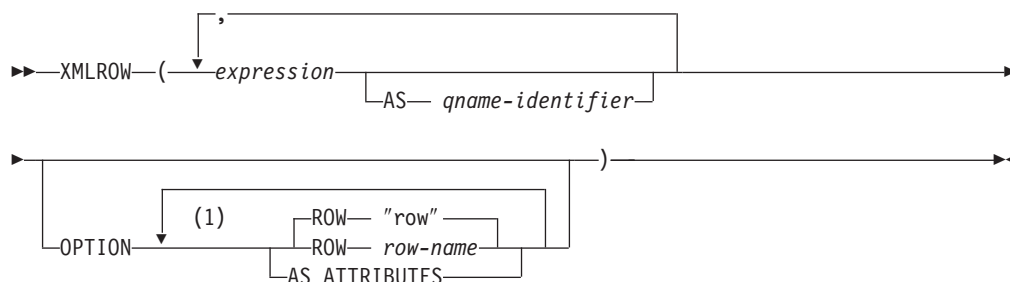 ,
XMLROW ( expression
AS qname-identifier
)
(1) ROW "row"
OPTION ROW row-name
AS ATTRIBUTES